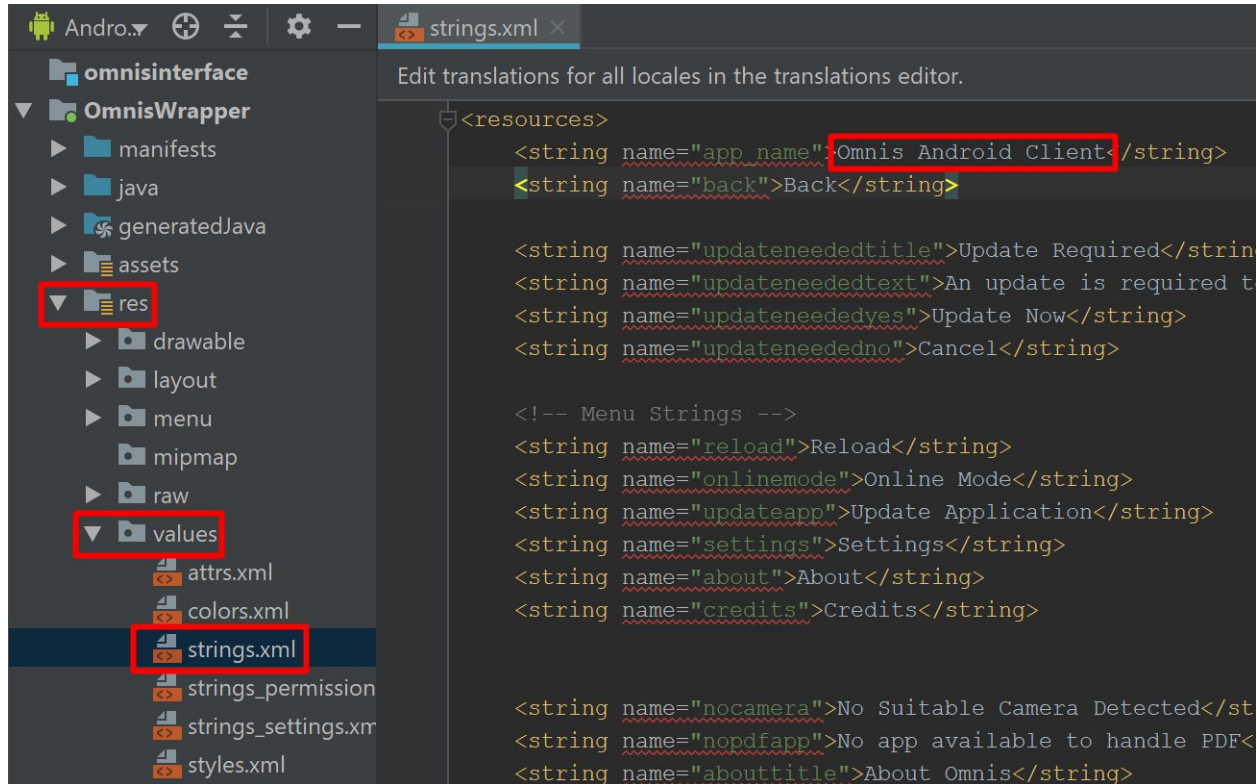 Andro..
strings.xml
omnisinterface
OmnisWrapper
manifests
java
generatedJava
assets
res
drawable
layout
menu
mipmap
raw
values
attrs.xml
colors.xml
strings.xml
strings_permission
strings_settings.xm
styles.xml
Edit translations for all locales in the translations editor.
<resources>
<string name="app_name">Omnis Android Client</string>
<string name="back">Back</string>
<string name="updateneededtitle">Update Required</strin
<string name="updateneededtext">An update is required t
<string name="updateneededyes">Update Now</string>
<string name="updateneededno">Cancel</string>
<!-- Menu Strings -->
<string name="reload">Reload</string>
<string name="onlinemode">Online Mode</string>
<string name="updateapp">Update Application</string>
<string name="settings">Settings</string>
<string name="about">About</string>
<string name="credits">Credits</string>
<string name="nocamera">No Suitable Camera Detected</st
<string name="nopdfapp">No app available to handle PDF<
<string name="abouttitle">About Omnis</string>